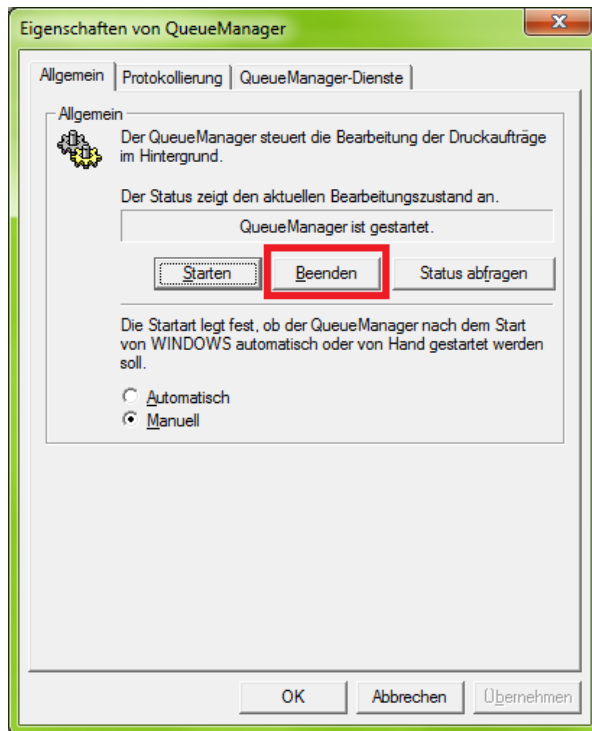 Eigenschaften von QueueManager
Allgemein
Protokollierung
QueueManager-Dienste
Allgemein
Der QueueManager steuert die Bearbeitung der Druckaufträge
im Hintergrund.
Der Status zeigt den aktuellen Bearbeitungszustand an.
QueueManager ist gestartet.
Starten
Beenden
Status abfragen
Die Startart legt fest, ob der QueueManager nach dem Start
von WINDOWS automatisch oder von Hand gestartet werden
soll.
Automatisch
Manuell
OK
Abbrechen
Übernehmen